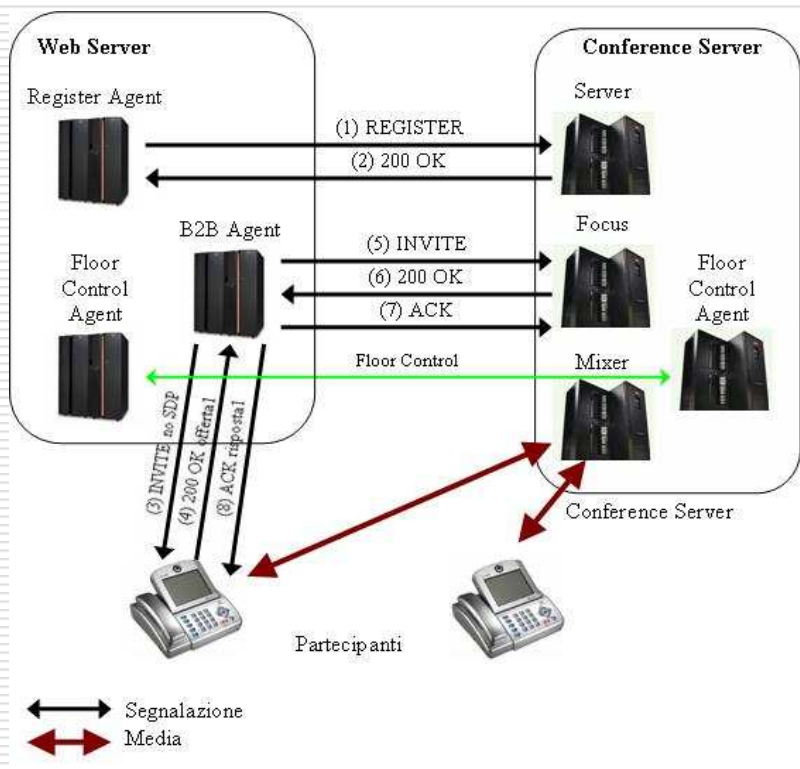 Web Server
Conference Server
Register Agent
Server
(1) REGISTER
(2) 200 OK
B2B Agent
Focus
(5) INVITE
(6) 200 OK
(7) ACK
Floor
Control
Agent
Floor
Control
Agent
Floor Control
Mixer
(3) INVITE no SDP
(4) 200 OK offerta1
(8) ACK risposta1
Conference Server
Partecipanti
Segnalazione
Media